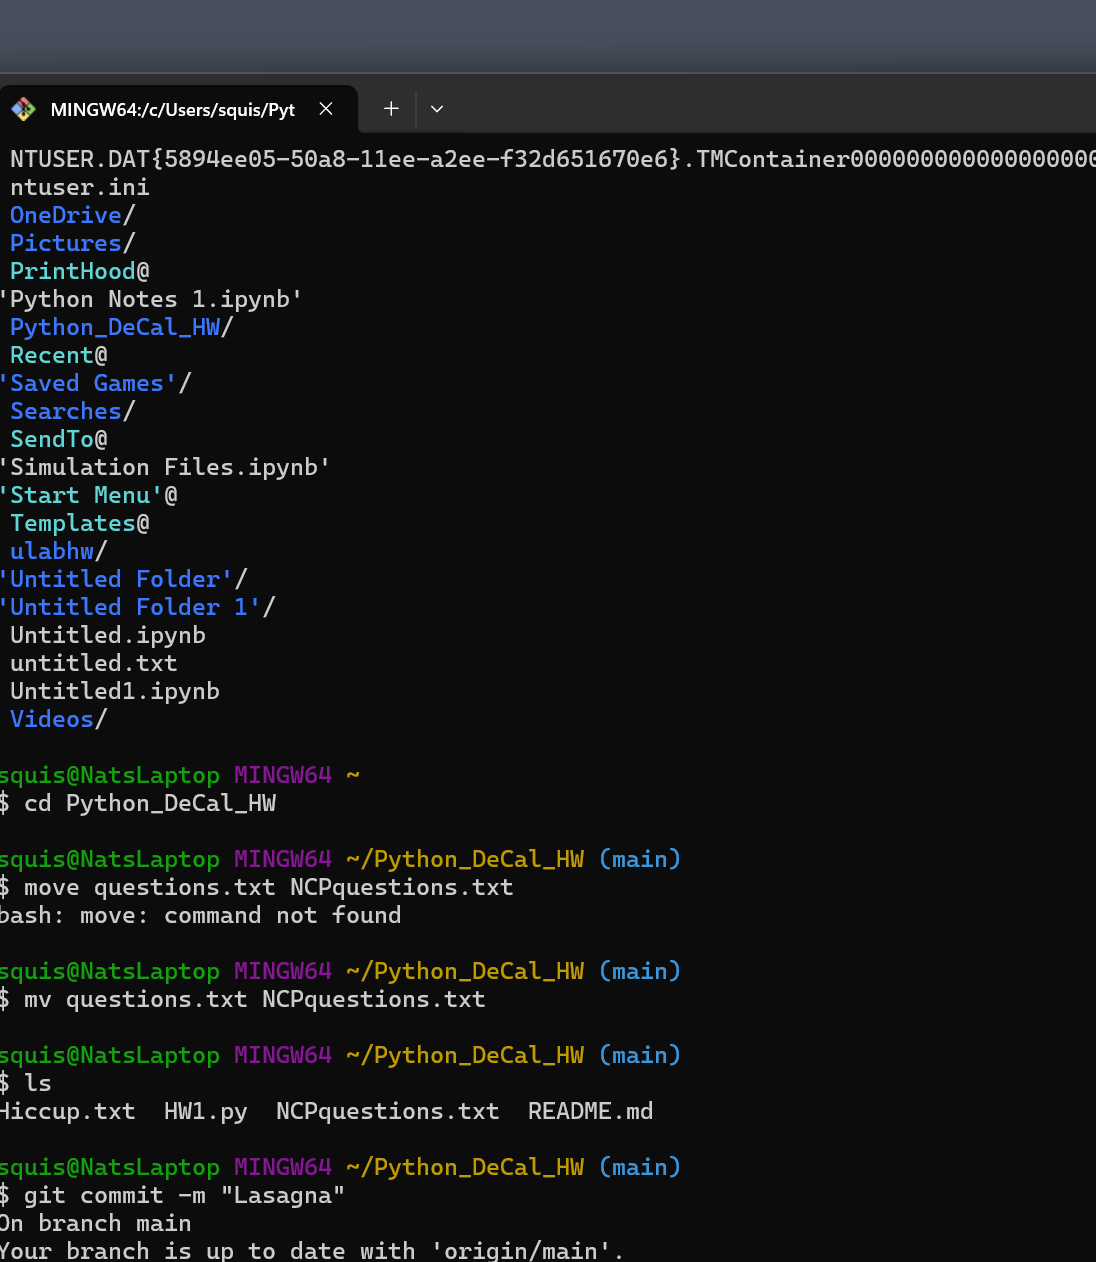 MINGW64:/c/Users/squis/Pyt
NTUSER.DAT{5894ee05-50a8-11ee-a2ee-f32d651670e6}.TMContainer000000000000000000
ntuser.ini
OneDrive/
Pictures/
PrintHood@
'Python Notes 1.ipynb'
Python_DeCal_HW/
Recent@
'Saved Games'/
Searches/
SendTo@
'Simulation Files.ipynb'
'Start Menu'@
Templates@
ulabhw/
'Untitled Folder'/
'Untitled Folder 1'/
Untitled.ipynb
untitled.txt
Untitled1.ipynb
Videos/
squis@NatsLaptop MINGW64 ~
$ cd Python_DeCal_HW
squis@NatsLaptop MINGW64 ~/Python_DeCal_HW (main)
$ move questions.txt NCPquestions.txt
bash: move: command not found
squis@NatsLaptop MINGW64 ~/Python_DeCal_HW (main)
$ mv questions.txt NCPquestions.txt
squis@NatsLaptop MINGW64 ~/Python_DeCal_HW (main)
$ ls
Hiccup.txt  HW1.py  NCPquestions.txt  README.md
squis@NatsLaptop MINGW64 ~/Python_DeCal_HW (main)
$ git commit -m "Lasagna"
On branch main
Your branch is up to date with 'origin/main'.